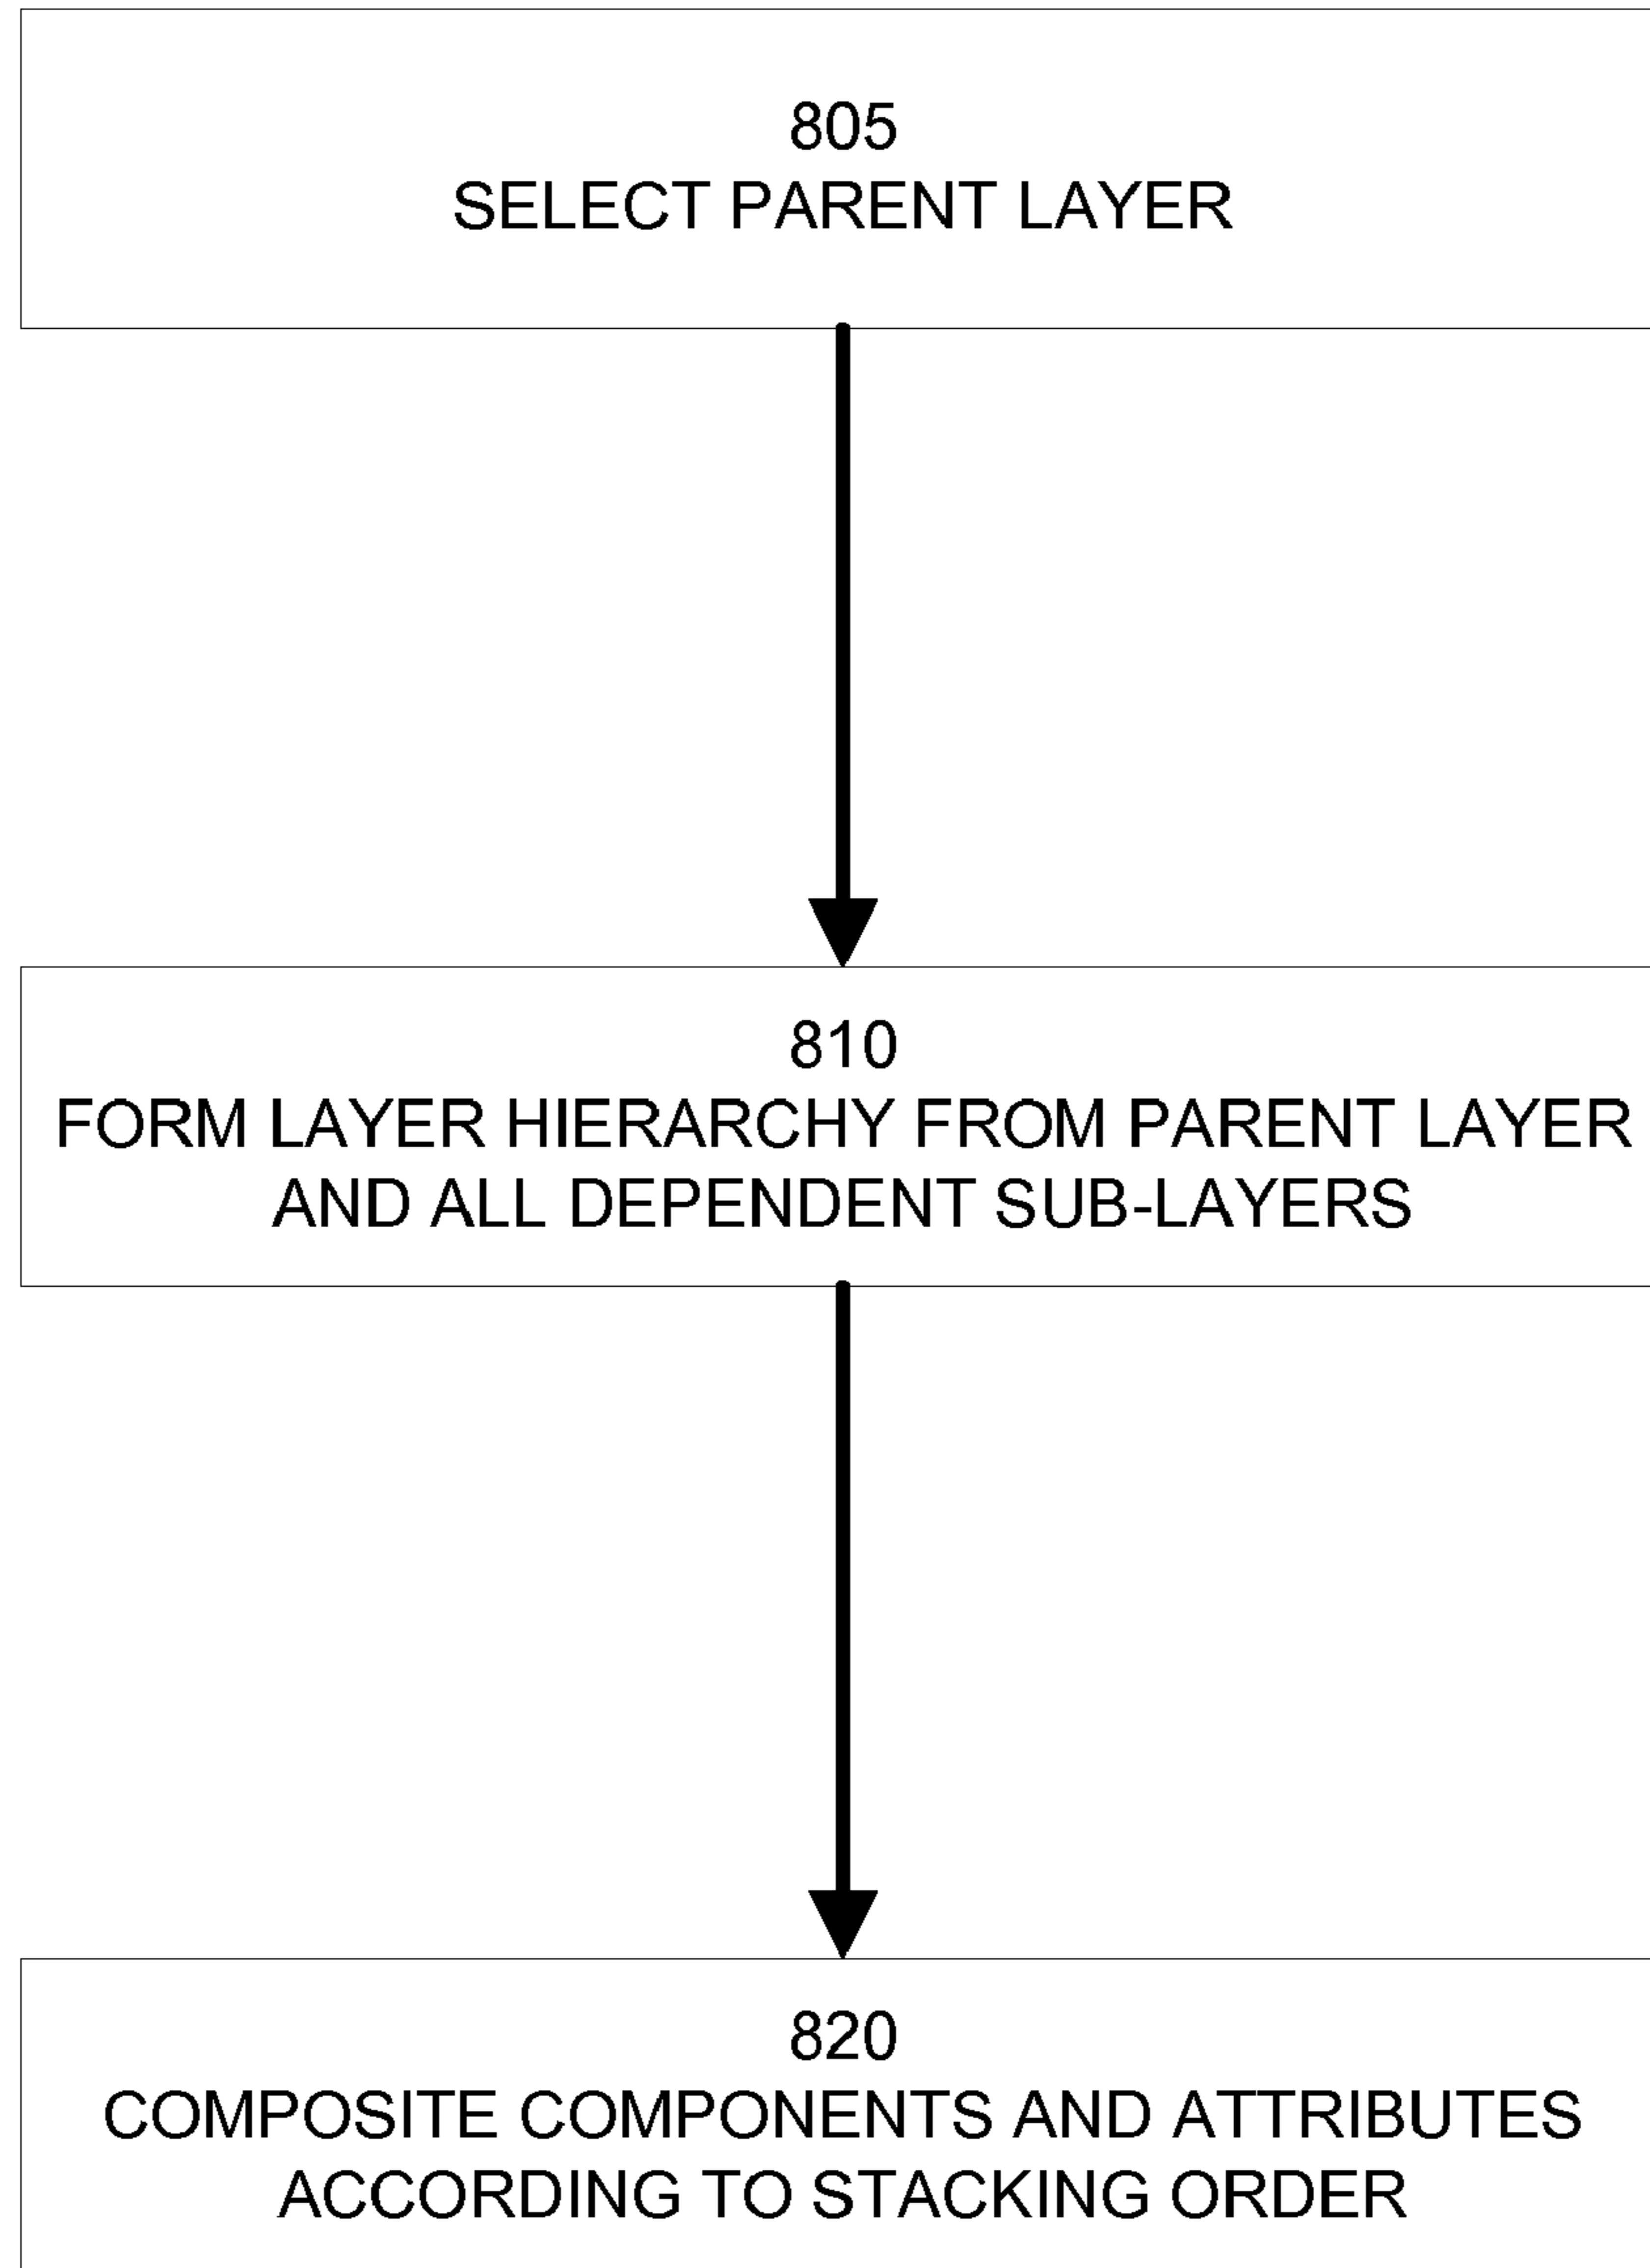 805
SELECT PARENT LAYER
810
FORM LAYER HIERARCHY FROM PARENT LAYER
AND ALL DEPENDENT SUB-LAYERS
820
COMPOSITE COMPONENTS AND ATTRIBUTES
ACCORDING TO STACKING ORDER